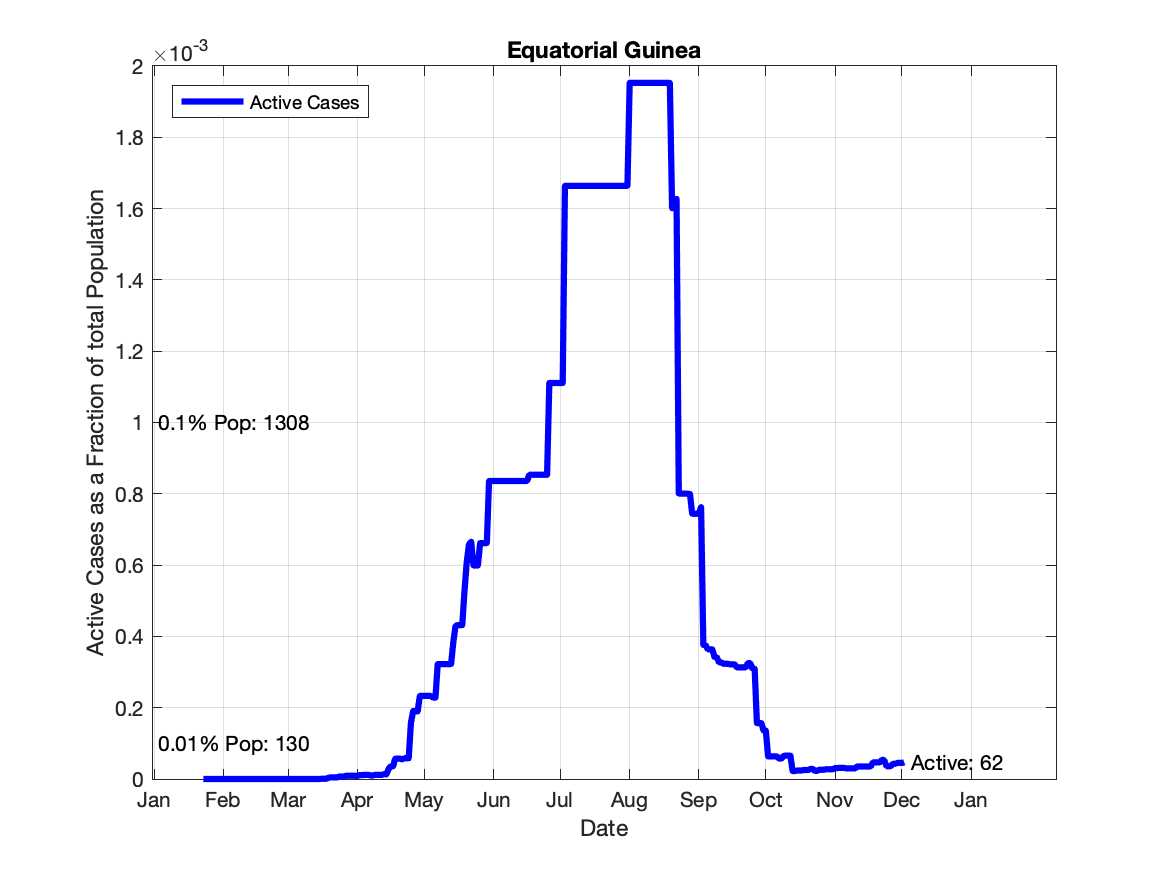 Equatorial Guinea
×10-3
Active Cases
2
1.8
1.6
1.4
1.2
1
0.8
0.6
0.4
0.2
0
Active Cases as a Fraction of total Population
0.1% Pop: 1308
0.01% Pop: 130
Active: 62
Jan Feb Mar Apr May Jun Jul Aug Sep Oct Nov Dec Jan
Date